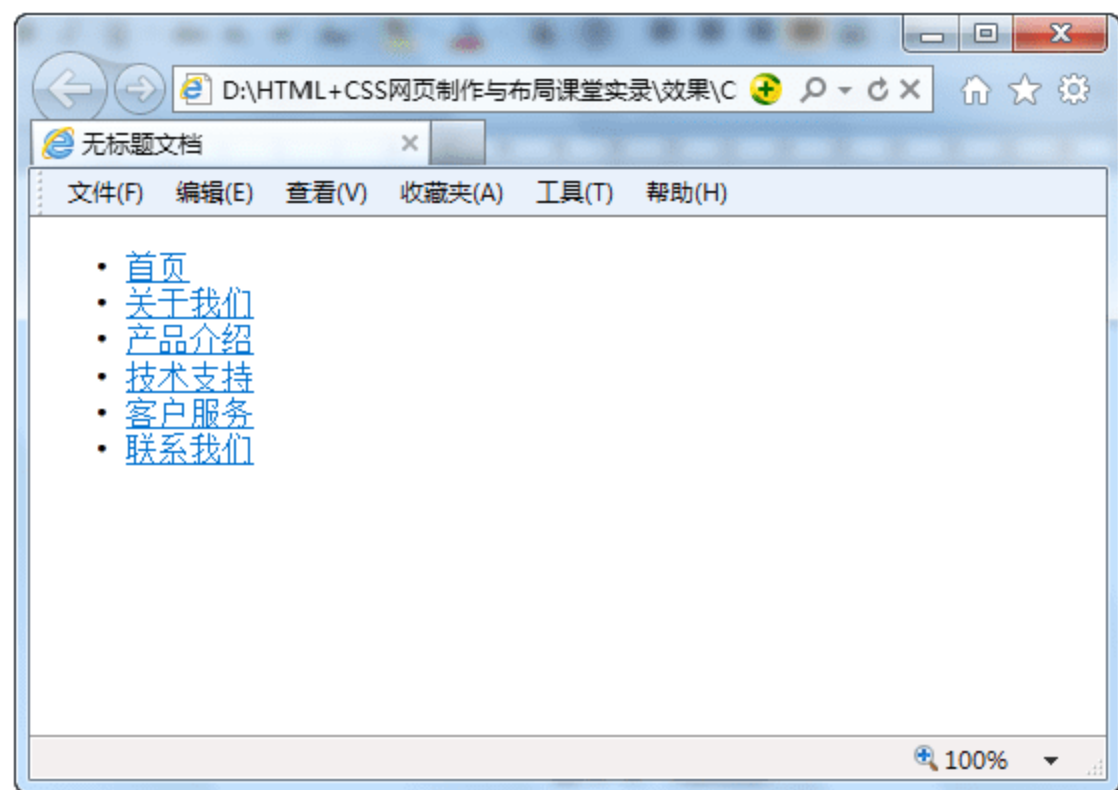 D:\HTML+CSS网页制作与布局课堂实录\效果\C
无标题文档
文件(F) 编辑(E) 查看(V) 收藏夹(A) 工具(T) 帮助(H)
• 首页
• 关于我们
• 产品介绍
• 技术支持
• 客户服务
• 联系我们
100%